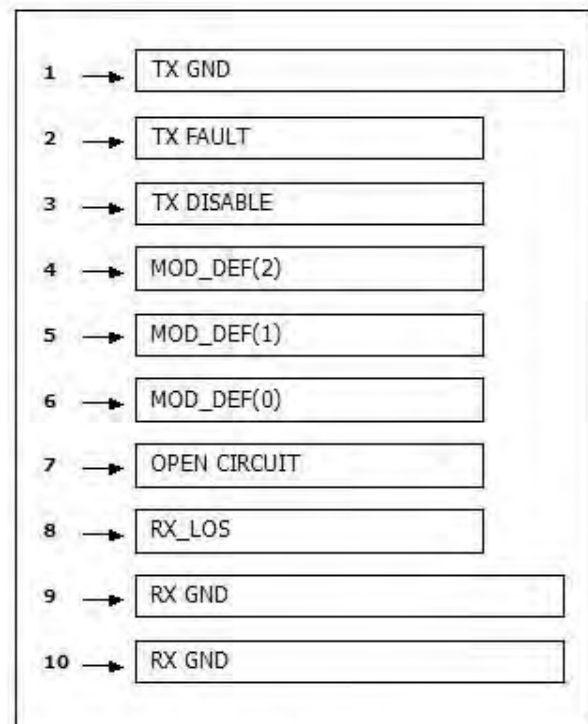 1 TX GND
2 TX FAULT
3 TX DISABLE
4 MOD_DEF(2)
5 MOD_DEF(1)
6 MOD_DEF(0)
7 OPEN CIRCUIT
8 RX_LOS
9 RX GND
10 RX GND